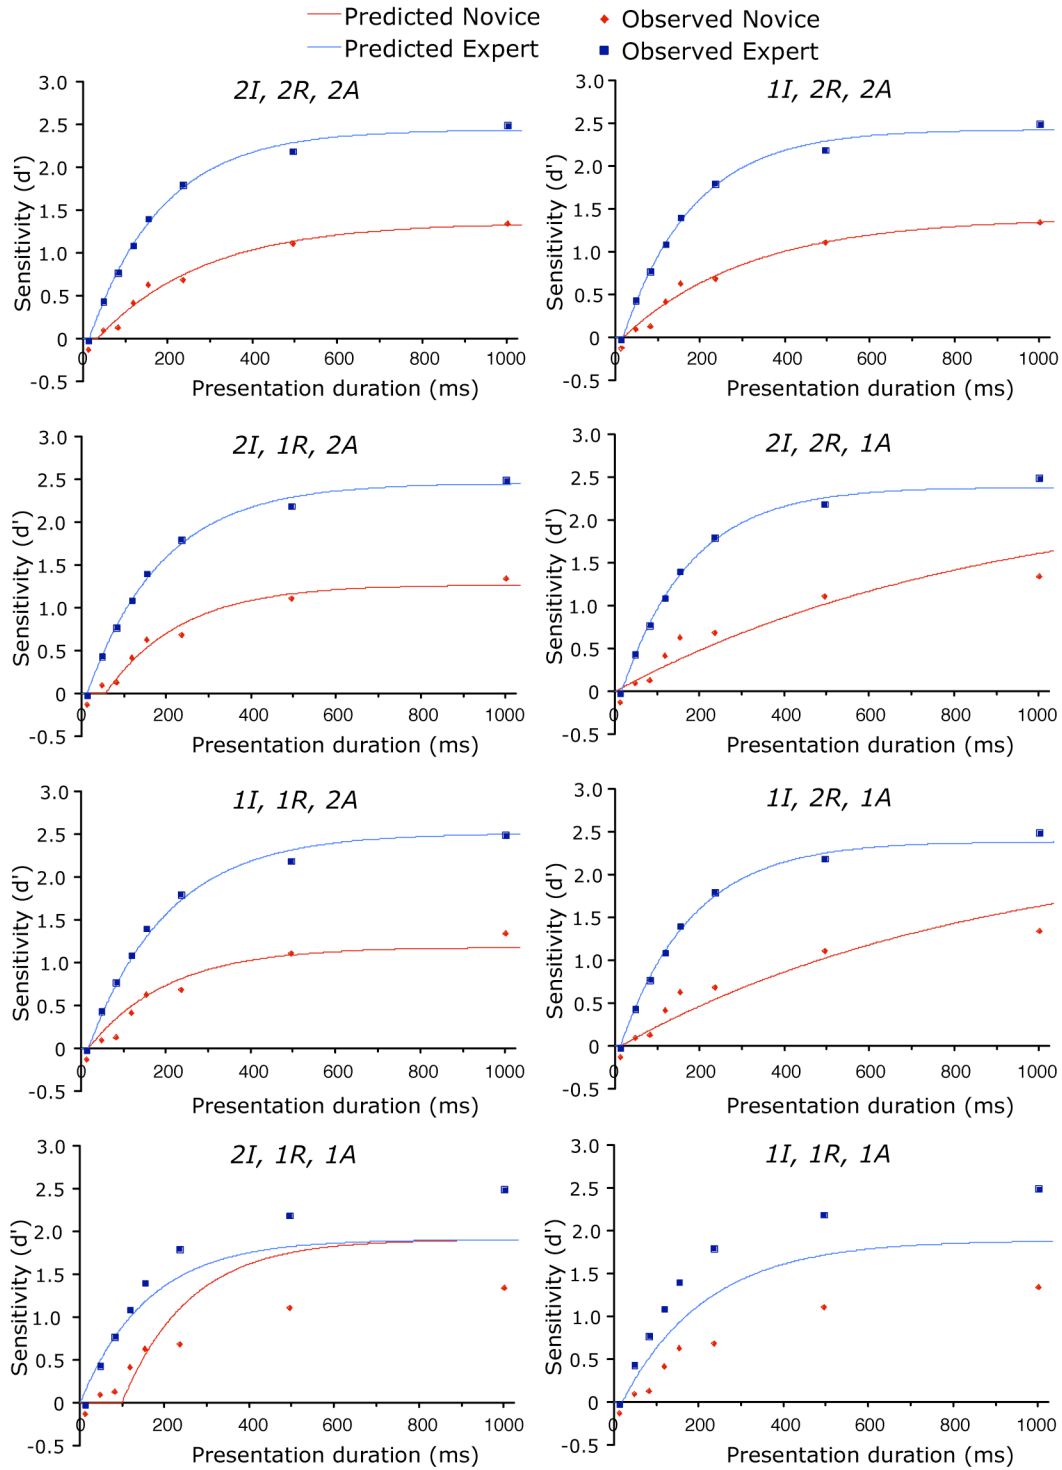 Predicted Novice
Observed Novice
Predicted Expert
Observed Expert
2I, 2R, 2A
3.0
2.5
2.0
1.5
1.0
0.5
0
-0.5
Sensitivity (d')
0 200 400 600 800 1000
Presentation duration (ms)
1I, 2R, 2A
3.0
2.5
2.0
1.5
1.0
0.5
0
-0.5
Sensitivity (d')
0 200 400 600 800 1000
Presentation duration (ms)
2I, 1R, 2A
3.0
2.5
2.0
1.5
1.0
0.5
0
-0.5
Sensitivity (d')
0 200 400 600 800 1000
Presentation duration (ms)
2I, 2R, 1A
3.0
2.5
2.0
1.5
1.0
0.5
0
-0.5
Sensitivity (d')
0 200 400 600 800 1000
Presentation duration (ms)
1I, 1R, 2A
3.0
2.5
2.0
1.5
1.0
0.5
0
-0.5
Sensitivity (d')
0 200 400 600 800 1000
Presentation duration (ms)
1I, 2R, 1A
3.0
2.5
2.0
1.5
1.0
0.5
0
-0.5
Sensitivity (d')
0 200 400 600 800 1000
Presentation duration (ms)
2I, 1R, 1A
3.0
2.5
2.0
1.5
1.0
0.5
0
-0.5
Sensitivity (d')
0 200 400 600 800 1000
Presentation duration (ms)
1I, 1R, 1A
3.0
2.5
2.0
1.5
1.0
0.5
0
-0.5
Sensitivity (d')
0 200 400 600 800 1000
Presentation duration (ms)